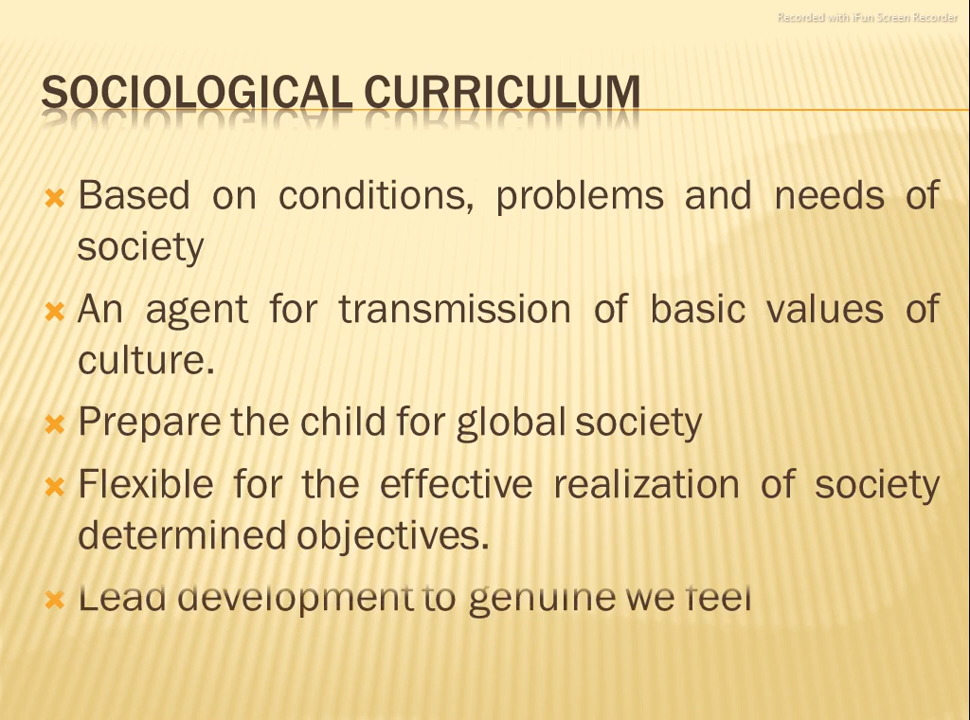 Recorded with iFun Screen Recorder
SOCIOLOGICAL CURRICULUM
Based on conditions, problems and needs of
society
An agent for transmission of basic values of
culture.
Prepare the child for global society
Flexible for the effective realization of society
determined objectives.
Lead development to genuine we feel